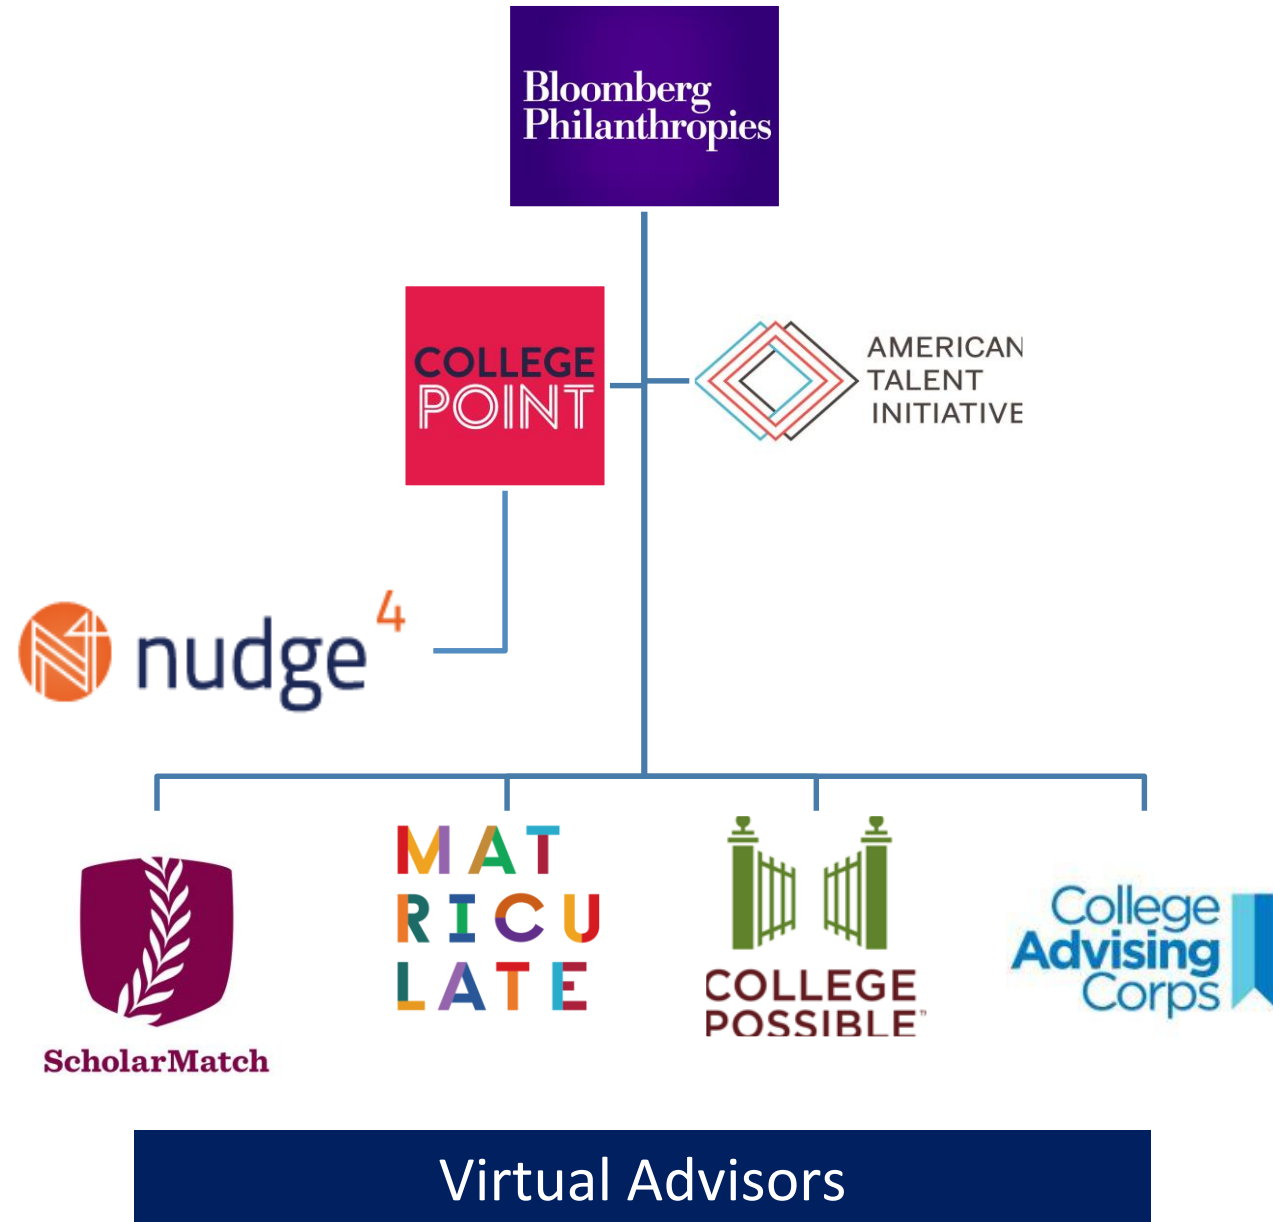 Bloomberg
Philanthropies
COLLEGE
POINT
AMERICAN
TALENT
INITIATIVE
nudge 4
ScholarMatch
MAT
RICU
LATE
COLLEGE
POSSIBLE™
College
Advising
Corps
Virtual Advisors